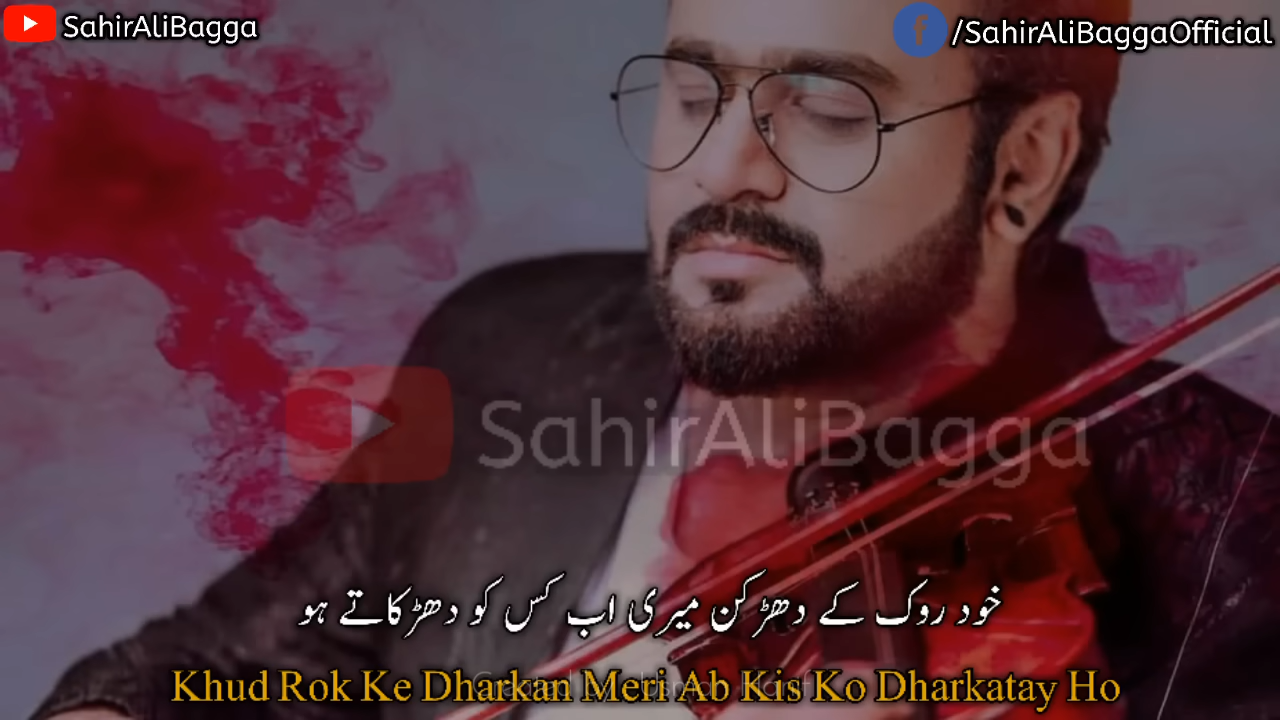 SahirAliBagga
/SahirAliBaggaOfficial
SahirAliBagga
خود روک کے دھڑکن میری اب کس کو دھڑکاتے ہو
Khud Rok Ke Dharkan Meri Ab Kis Ko Dharkatay Ho